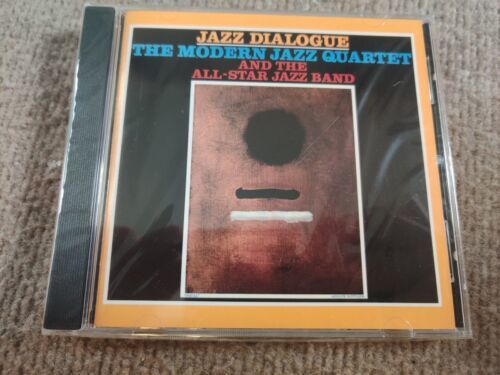 JAZZ DIALOGUE
THE MODERN JAZZ QUARTET
AND THE
ALL-STAR JAZZ BAND